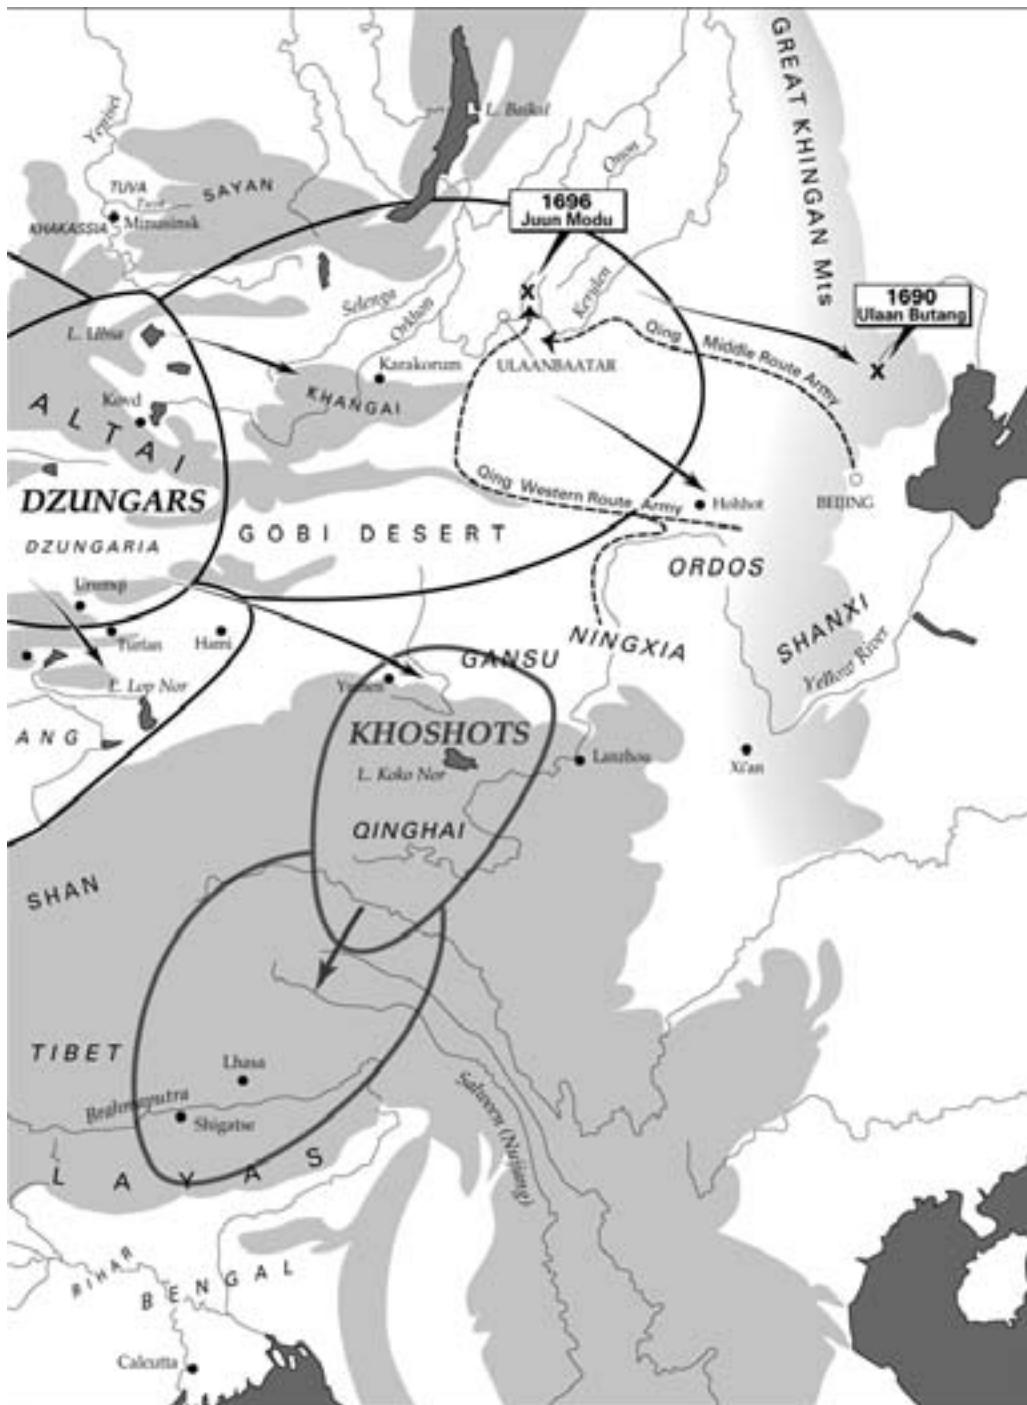 GREAT KHINGAN Mts
Yenisei
L. Baikal
Onon
TUVA
SAYAN
KHAKASSIA
Minusinsk
1696
Juun Modu
Kerulen
Selenga
Orkhon
1690
Ulaan Butang
L. Ubsa
Qing Middle Route Army
Karakorum
ULAANBAATAR
KHANGAI
Kovd
ALTAI
DZUNGARS
Qing Western Route Army
Hohhot
BEIJING
GOBI DESERT
DZUNGARIA
ORDOS
Urumqi
Turfan
Hami
NINGXIA
SHANXI
GANSU
Yellow River
L. Lop Nor
Yumen
ANG
KHOSHOTS
L. Koko Nor
Lanzhou
Xi'an
QINGHAI
SHAN
TIBET
Lhasa
Brahmaputra
Shigatse
Salween (Nujiang)
LAYAS
BIHAR
BENGAL
Calcutta